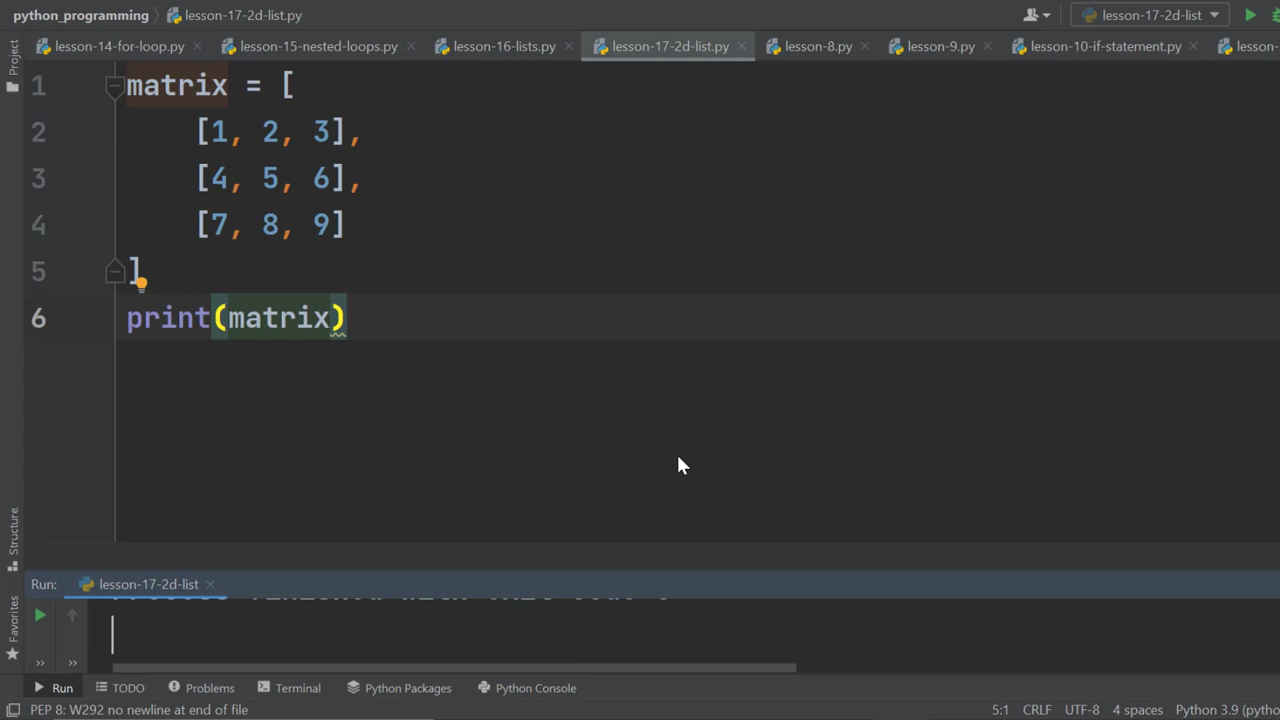 python_programming lesson-17-2d-list.py lesson-17-2d-list
lesson-14-for-loop.py lesson-15-nested-loops.py lesson-16-lists.py lesson-17-2d-list.py lesson-8.py lesson-9.py lesson-10-if-statement.py lesson-
Project
1 matrix = [
2 [1, 2, 3],
3 [4, 5, 6],
4 [7, 8, 9]
5 ]
6 print(matrix)
Structure
Favorites
Run: lesson-17-2d-list
Run TODO Problems Terminal Python Packages Python Console
PEP 8: W292 no newline at end of file 5:1 CRLF UTF-8 4 spaces Python 3.9 (pytho